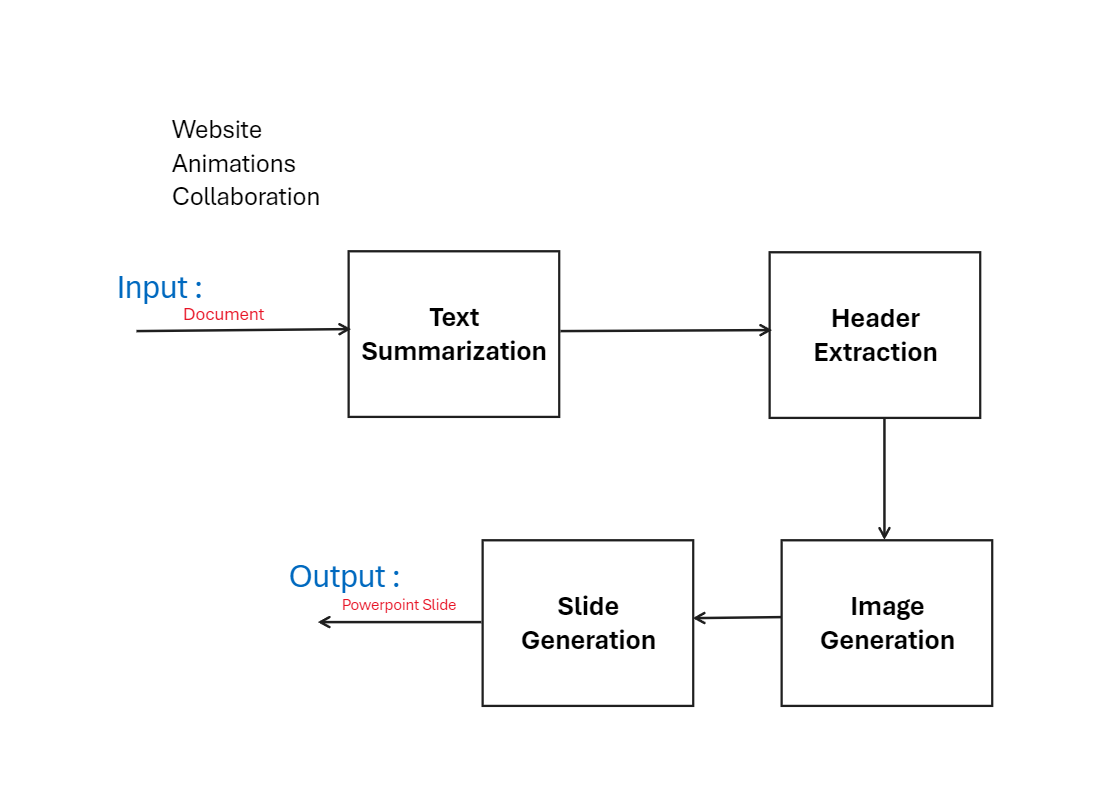 Website
Animations
Collaboration
Input :
Document
Text
Summarization
Header
Extraction
Output :
Powerpoint Slide
Slide
Generation
Image
Generation